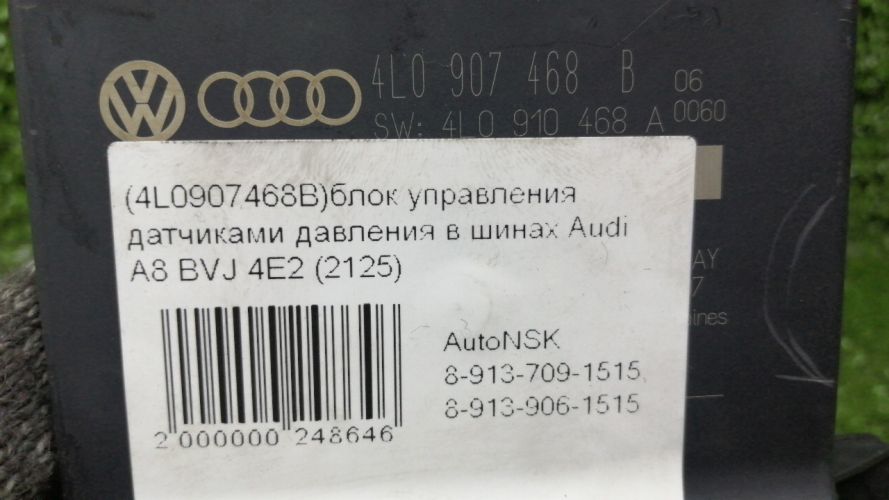 4L0 907 468 B 06
SW: 4L0 910 468 A 0060
(4L0907468B)блок управления
датчиками давления в шинах Audi
A8 BVJ 4E2 (2125)
AutoNSK
8-913-709-1515,
8-913-906-1515
2 000000 248646